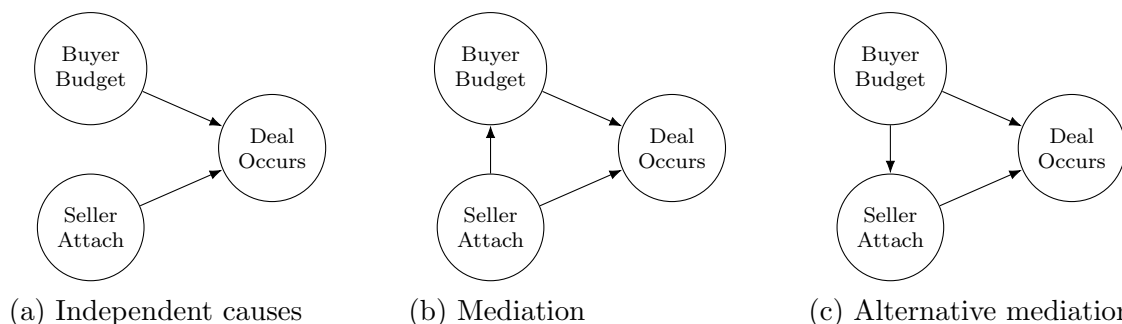 Buyer
Budget
Deal
Occurs
Seller
Attach
(a) Independent causes
Buyer
Budget
Deal
Occurs
Seller
Attach
(b) Mediation
Buyer
Budget
Deal
Occurs
Seller
Attach
(c) Alternative mediation